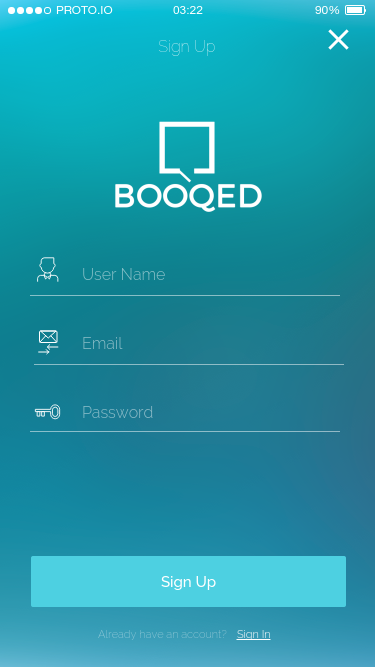 PROTO.IO 03:22 90%
Sign Up
BOOQED
User Name
Email
Password
Sign Up
Already have an account? Sign In